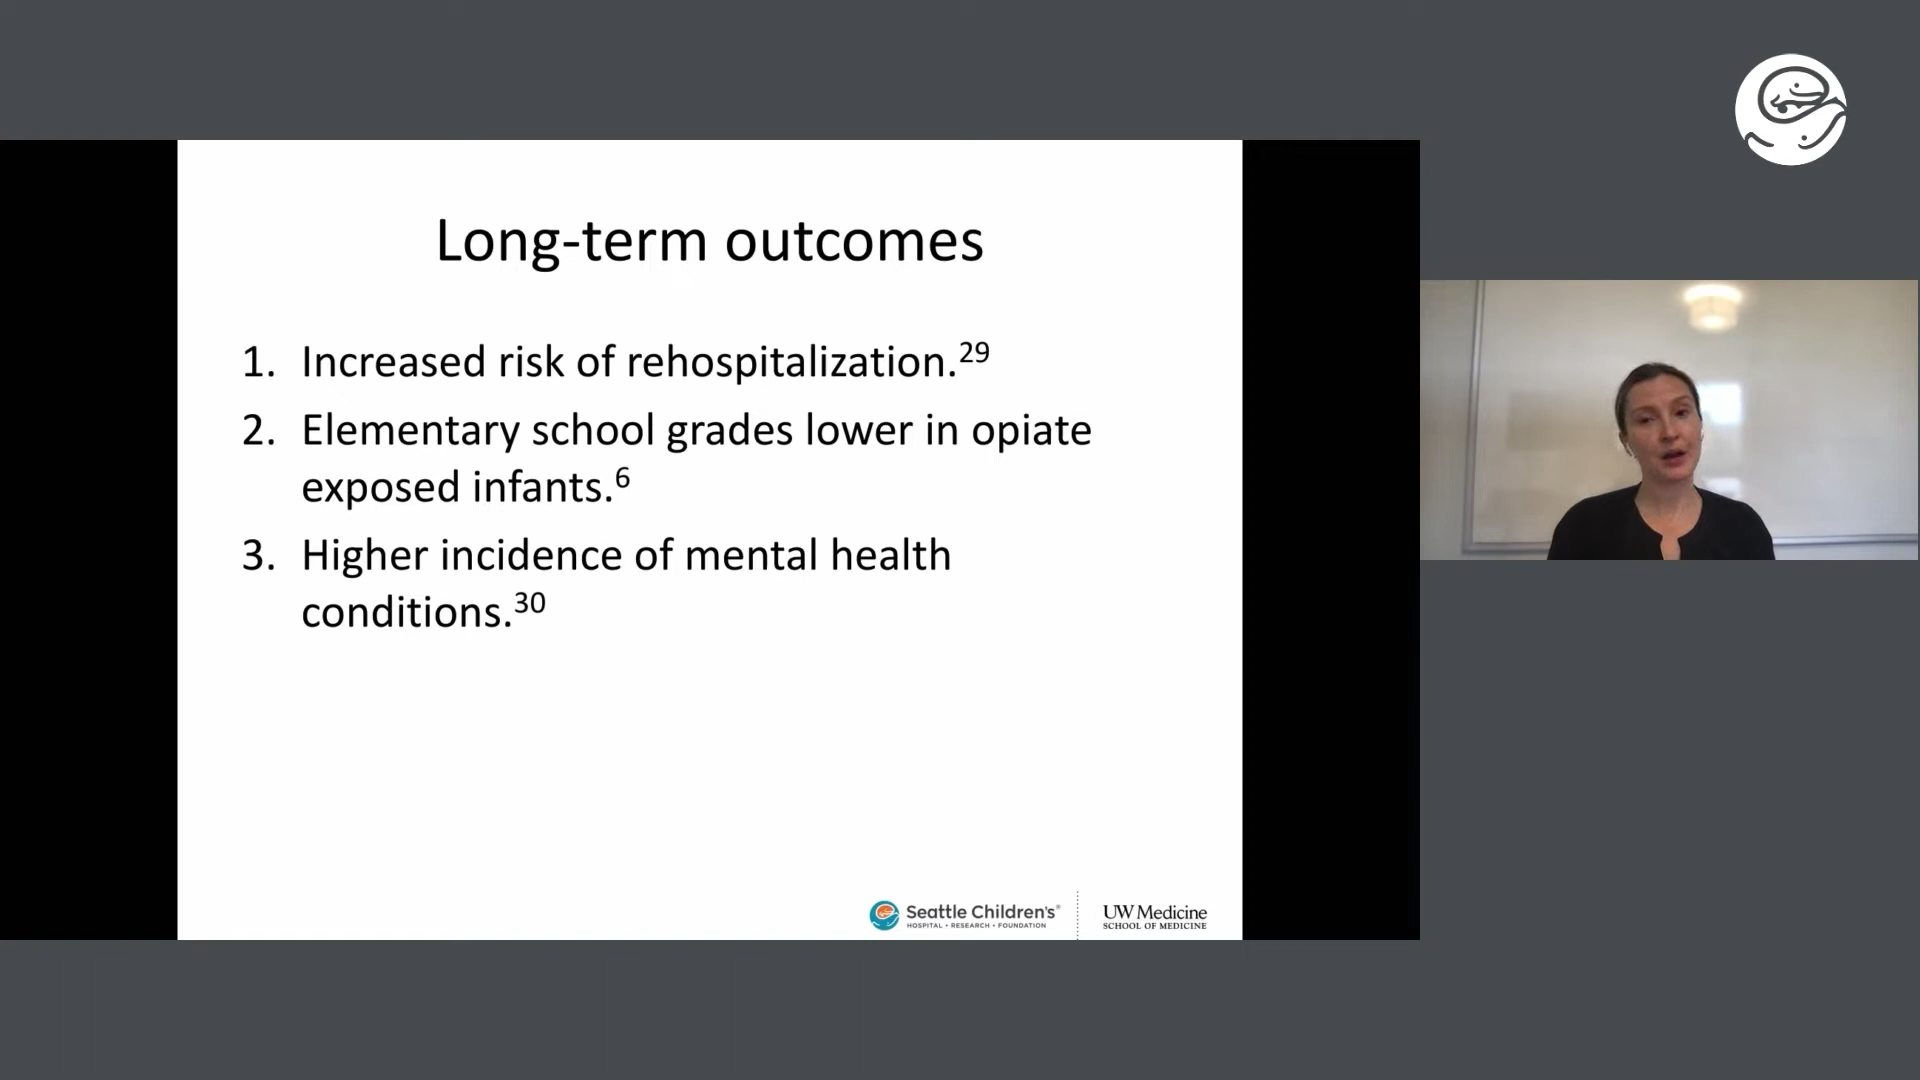 Long-term outcomes
1. Increased risk of rehospitalization.29
2. Elementary school grades lower in opiate
exposed infants.6
3. Higher incidence of mental health
conditions.30
Seattle Children's®
HOSPITAL • RESEARCH • FOUNDATION
UW Medicine
SCHOOL OF MEDICINE